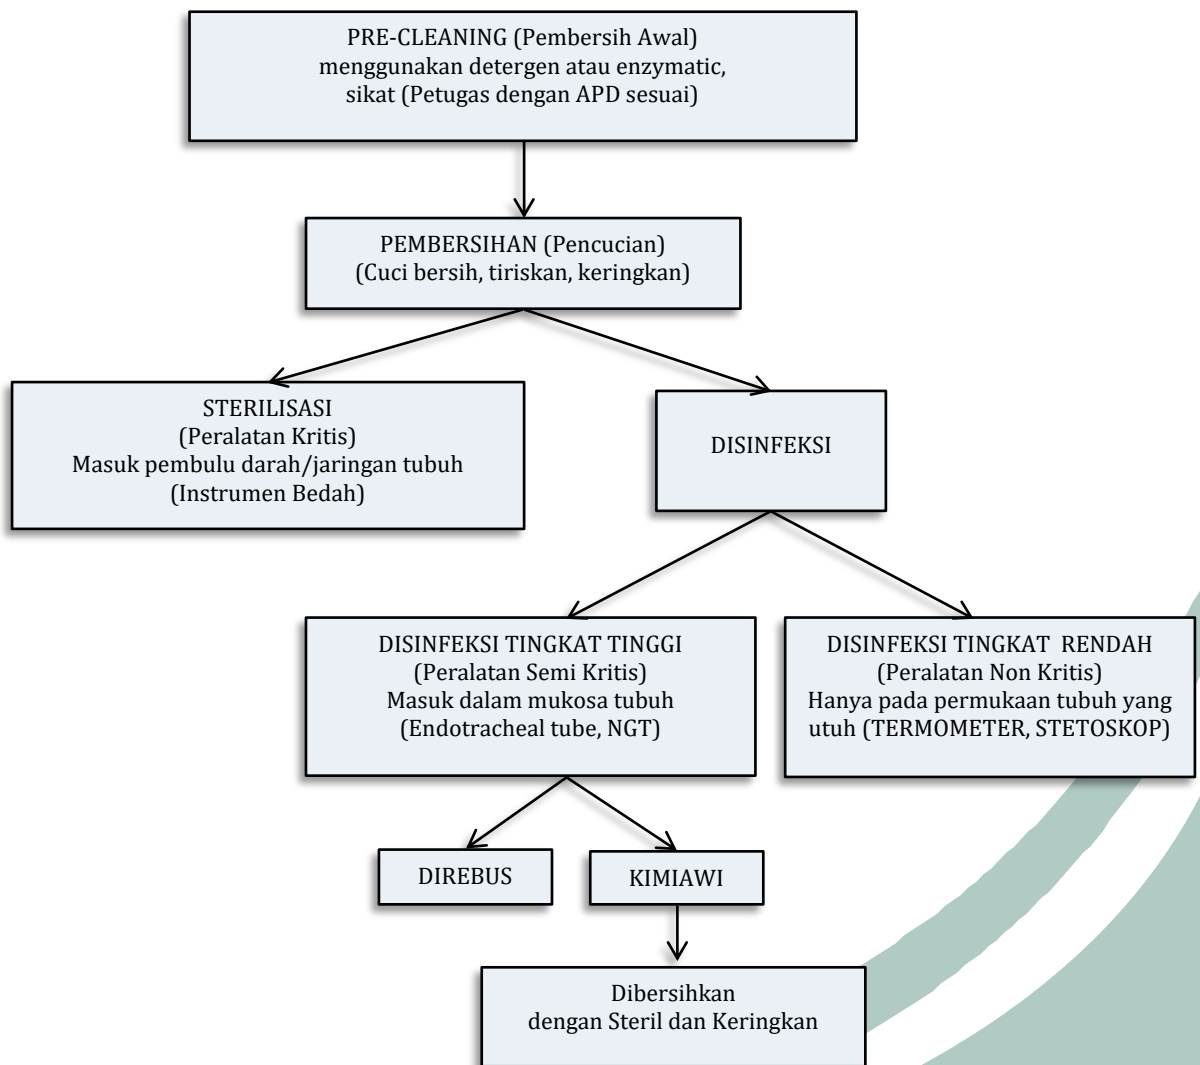 PRE-CLEANING (Pembersih Awal)
menggunakan detergen atau enzymatic,
sikat (Petugas dengan APD sesuai)
PEMBERSIHAN (Pencucian)
(Cuci bersih, tiriskan, keringkan)
STERILISASI
(Peralatan Kritis)
Masuk pembulu darah/jaringan tubuh
(Instrumen Bedah)
DISINFEKSI
DISINFEKSI TINGKAT TINGGI
(Peralatan Semi Kritis)
Masuk dalam mukosa tubuh
(Endotracheal tube, NGT)
DISINFEKSI TINGKAT RENDAH
(Peralatan Non Kritis)
Hanya pada permukaan tubuh yang
utuh (TERMOMETER, STETOSKOP)
DIREBUS
KIMIAWI
Dibersihkan
dengan Steril dan Keringkan